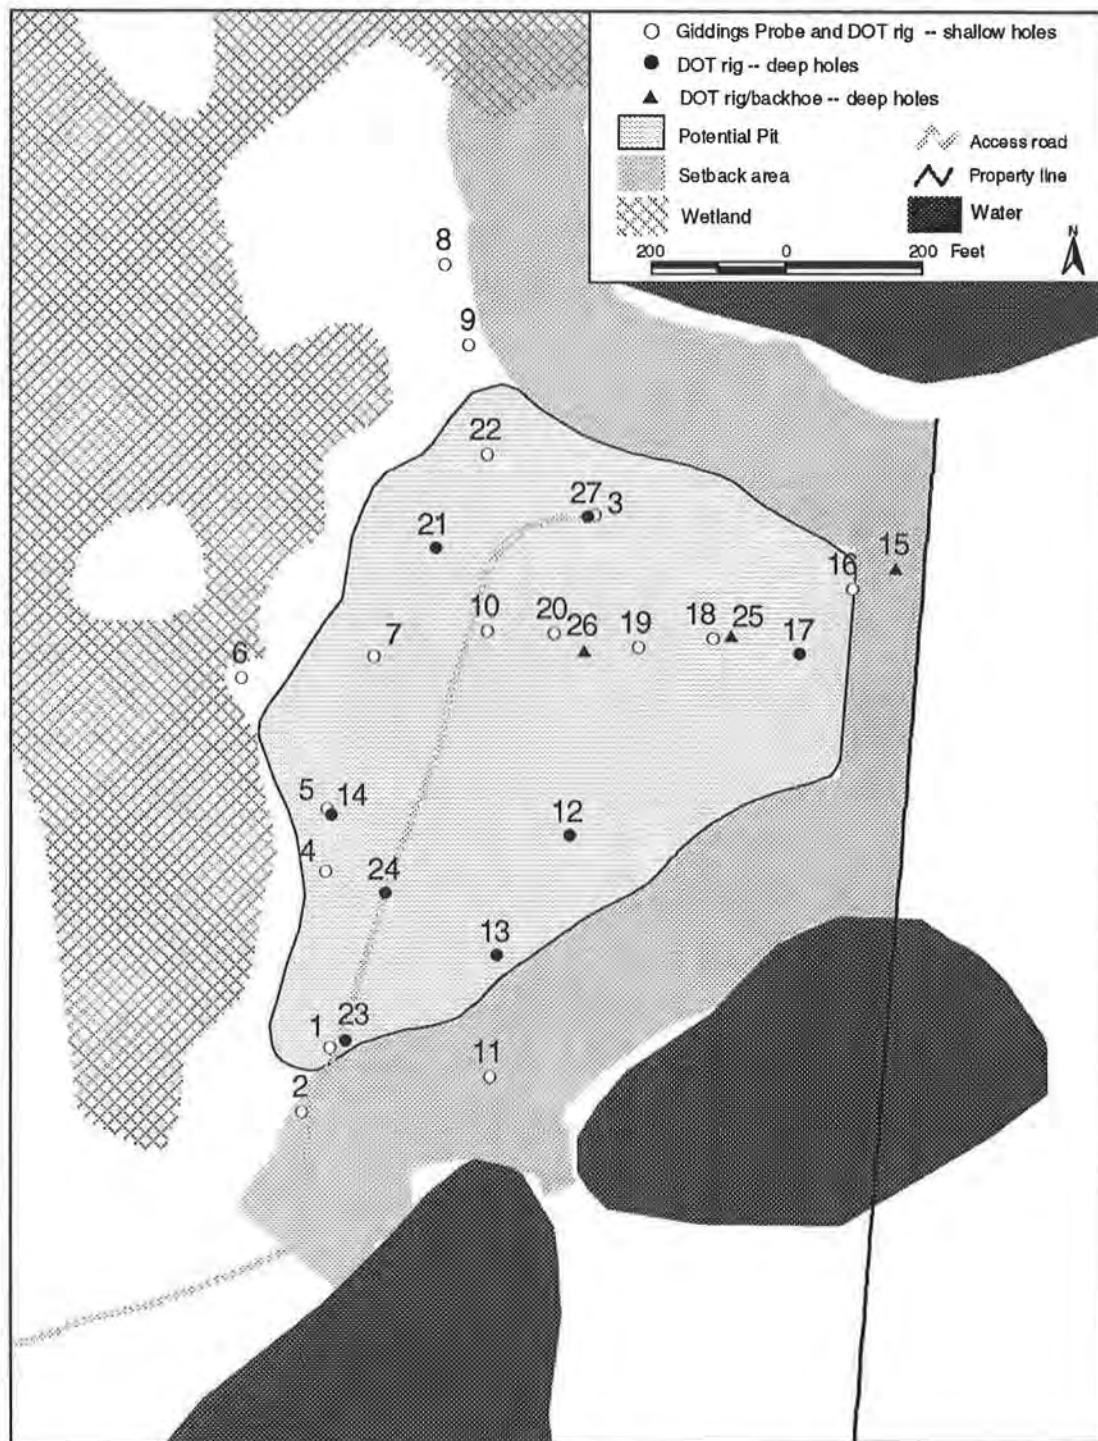 Giddings Probe and DOT rig -- shallow holes
DOT rig -- deep holes
DOT rig/backhoe -- deep holes
Potential Pit
Access road
Setback area
Property line
Wetland
Water
N
200 0 200 Feet
8
9
22
27 3
21
15
16
10 20 26 19 18 25 17
7
6
5 14
12
4
24
13
1 23
11
2